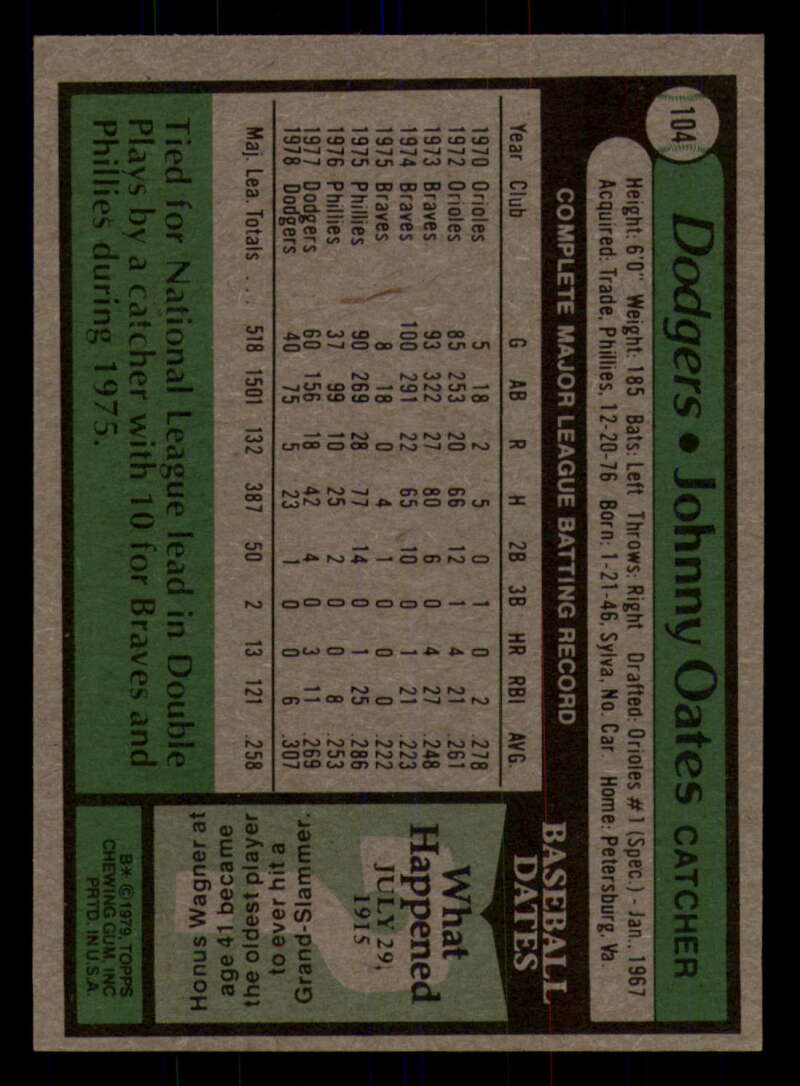 104
Dodgers • Johnny Oates CATCHER
Height: 6'0" Weight: 185 Bats: Left Throws: Right Drafted: Orioles #1 (Spec.) - Jan., 1967
Acquired: Trade, Phillies, 12-20-76 Born: 1-21-46, Sylva, No. Car Home: Petersburg, Va.
COMPLETE MAJOR LEAGUE BATTING RECORD
Year Club G AB R H 2B 3B HR RBI AVG.
1970 Orioles 5 18 2 5 0 1 0 2 .278
1972 Orioles 85 253 20 66 12 1 4 21 .261
1973 Braves 93 322 27 80 6 0 4 27 .248
1974 Braves 100 291 22 65 10 0 1 21 .223
1975 Braves 8 18 0 4 1 0 0 0 .222
1975 Phillies 90 269 28 77 14 0 1 25 .286
1976 Phillies 37 99 10 25 2 0 0 8 .253
1977 Dodgers 60 156 18 42 4 0 3 11 .269
1978 Dodgers 40 75 5 23 1 0 0 6 .307
Maj. Lea. Totals . . . 518 1501 132 387 50 2 13 121 .258
Tied for National League lead in Double
Plays by a catcher with 10 for Braves and
Phillies during 1975.
BASEBALL
DATES
What
Happened
JULY 29,
1915
Honus Wagner at
age 41 became
the oldest player
to ever hit a
Grand-Slammer.
B* © 1979, TOPPS
CHEWING GUM, INC
PRTD. IN U.S.A.